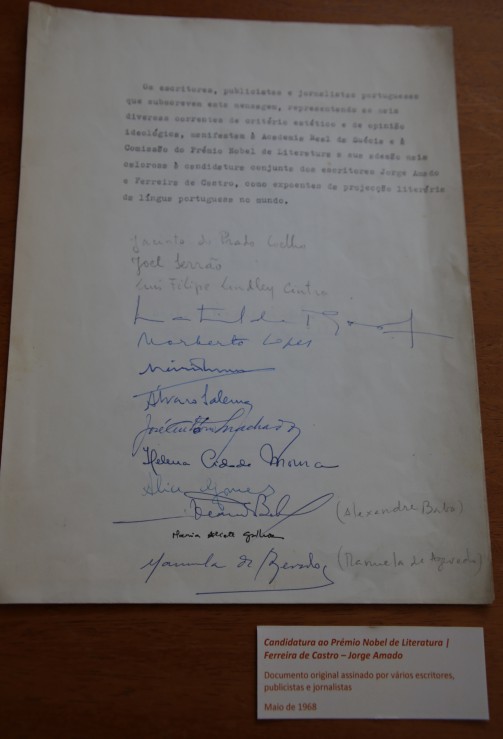 Os escritores, publicistas e jornalistas portugueses
que subscrevem esta mensagem, representando as mais
diversas correntes de critério estético e de opinião
ideológica, manifestam à Academia Real da Suécia e à
Comissão do Prémio Nobel de Literatura a sua adesão mais
calorosa à candidatura conjunta dos escritores Jorge Amado
e Ferreira de Castro, como expoentes da projecção literária
da língua portuguesa no mundo.
Jacinto do Prado Coelho
Joel Serrão
Luís Filipe Lindley Cintra
Norberto Lopes
Álvaro Salema
Helena Cidade Moura
Alice Gomes
(Alexandre Babo)
Maria Alice
Manuela de Azevedo (Manuela de Azevedo)
Candidatura ao Prémio Nobel de Literatura |
Ferreira de Castro – Jorge Amado
Documento original assinado por vários escritores,
publicistas e jornalistas
Maio de 1968